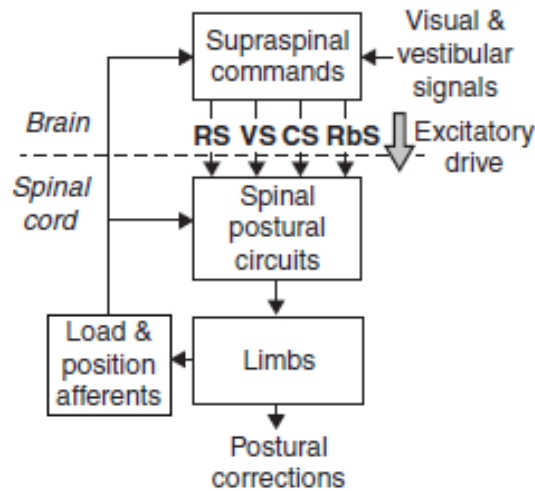 Supraspinal
commands
Visual &
vestibular
signals
Brain
RS VS CS RbS
Excitatory
drive
Spinal
cord
Spinal
postural
circuits
Load &
position
afferents
Limbs
Postural
corrections